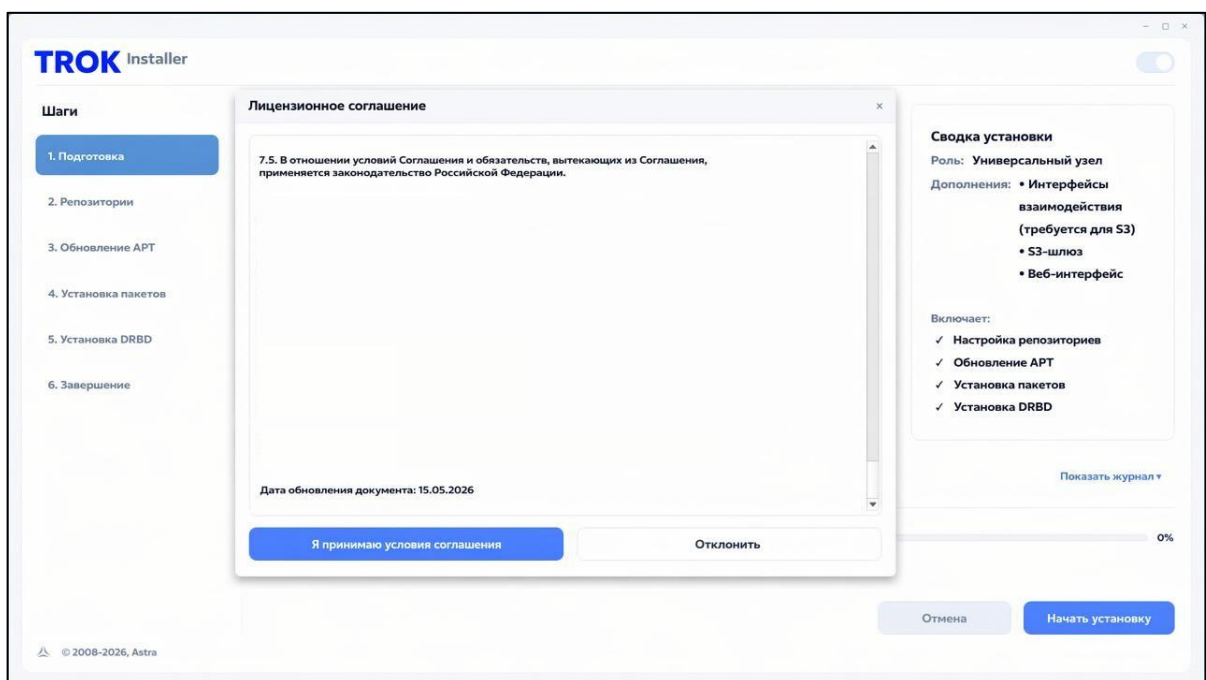 TROK Installer
Шаги
1. Подготовка
2. Репозитории
3. Обновление АРТ
4. Установка пакетов
5. Установка DRBD
6. Завершение
Лицензионное соглашение
7.5. В отношении условий Соглашения и обязательств, вытекающих из Соглашения,
применяется законодательство Российской Федерации.
Дата обновления документа: 15.05.2026
Я принимаю условия соглашения
Отклонить
Сводка установки
Роль: Универсальный узел
Дополнения: • Интерфейсы
взаимодействия
(требуется для S3)
• S3-шлюз
• Веб-интерфейс
Включает:
✓ Настройка репозиториев
✓ Обновление APT
✓ Установка пакетов
✓ Установка DRBD
Показать журнал ▾
0%
Отмена
Начать установку
© 2008-2026, Astra